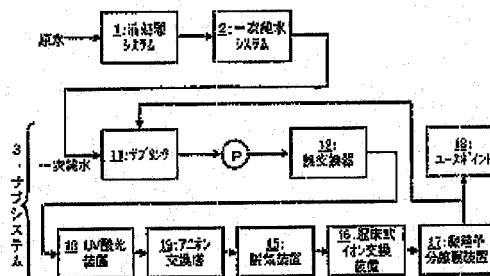 原水
1:前処理
システム
2:一次純水
システム
3:サブシステム
一次純水
11:サブタンク
P
12:
熱交換器
18:
ユースポイント
13:UV酸化
装置
14:アニオン
交換塔
15:
脱気装置
16:混床式
イオン交換
装置
17:微粒子
分離膜装置